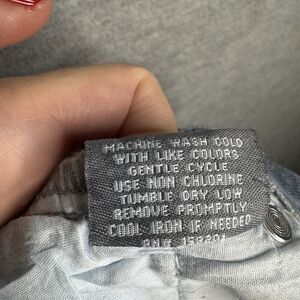 MACHINE WASH COLD
WITH LIKE COLORS
GENTLE CYCLE
USE NON CHLORINE
TUMBLE DRY LOW
REMOVE PROMPTLY
COOL IRON IF NEEDED
RN#